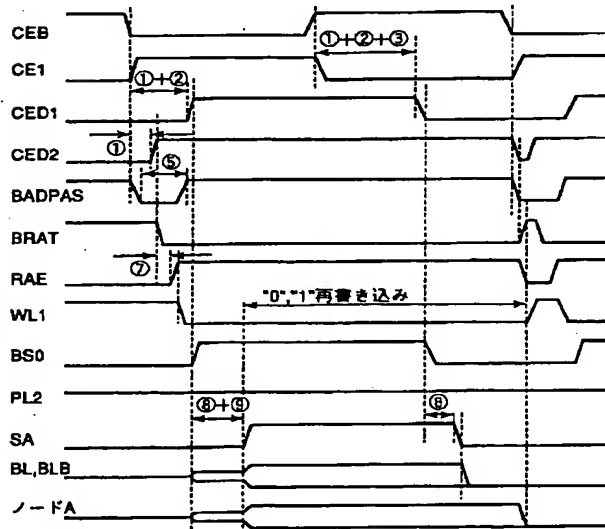 CEB
CE1
①+②+③
①+②
CED1
①
CED2
⑤
BADPAS
BRAT
⑦
RAE
"0","1"再書き込み
WL1
BS0
PL2
⑧+⑨
⑧
SA
BL,BLB
ノードA